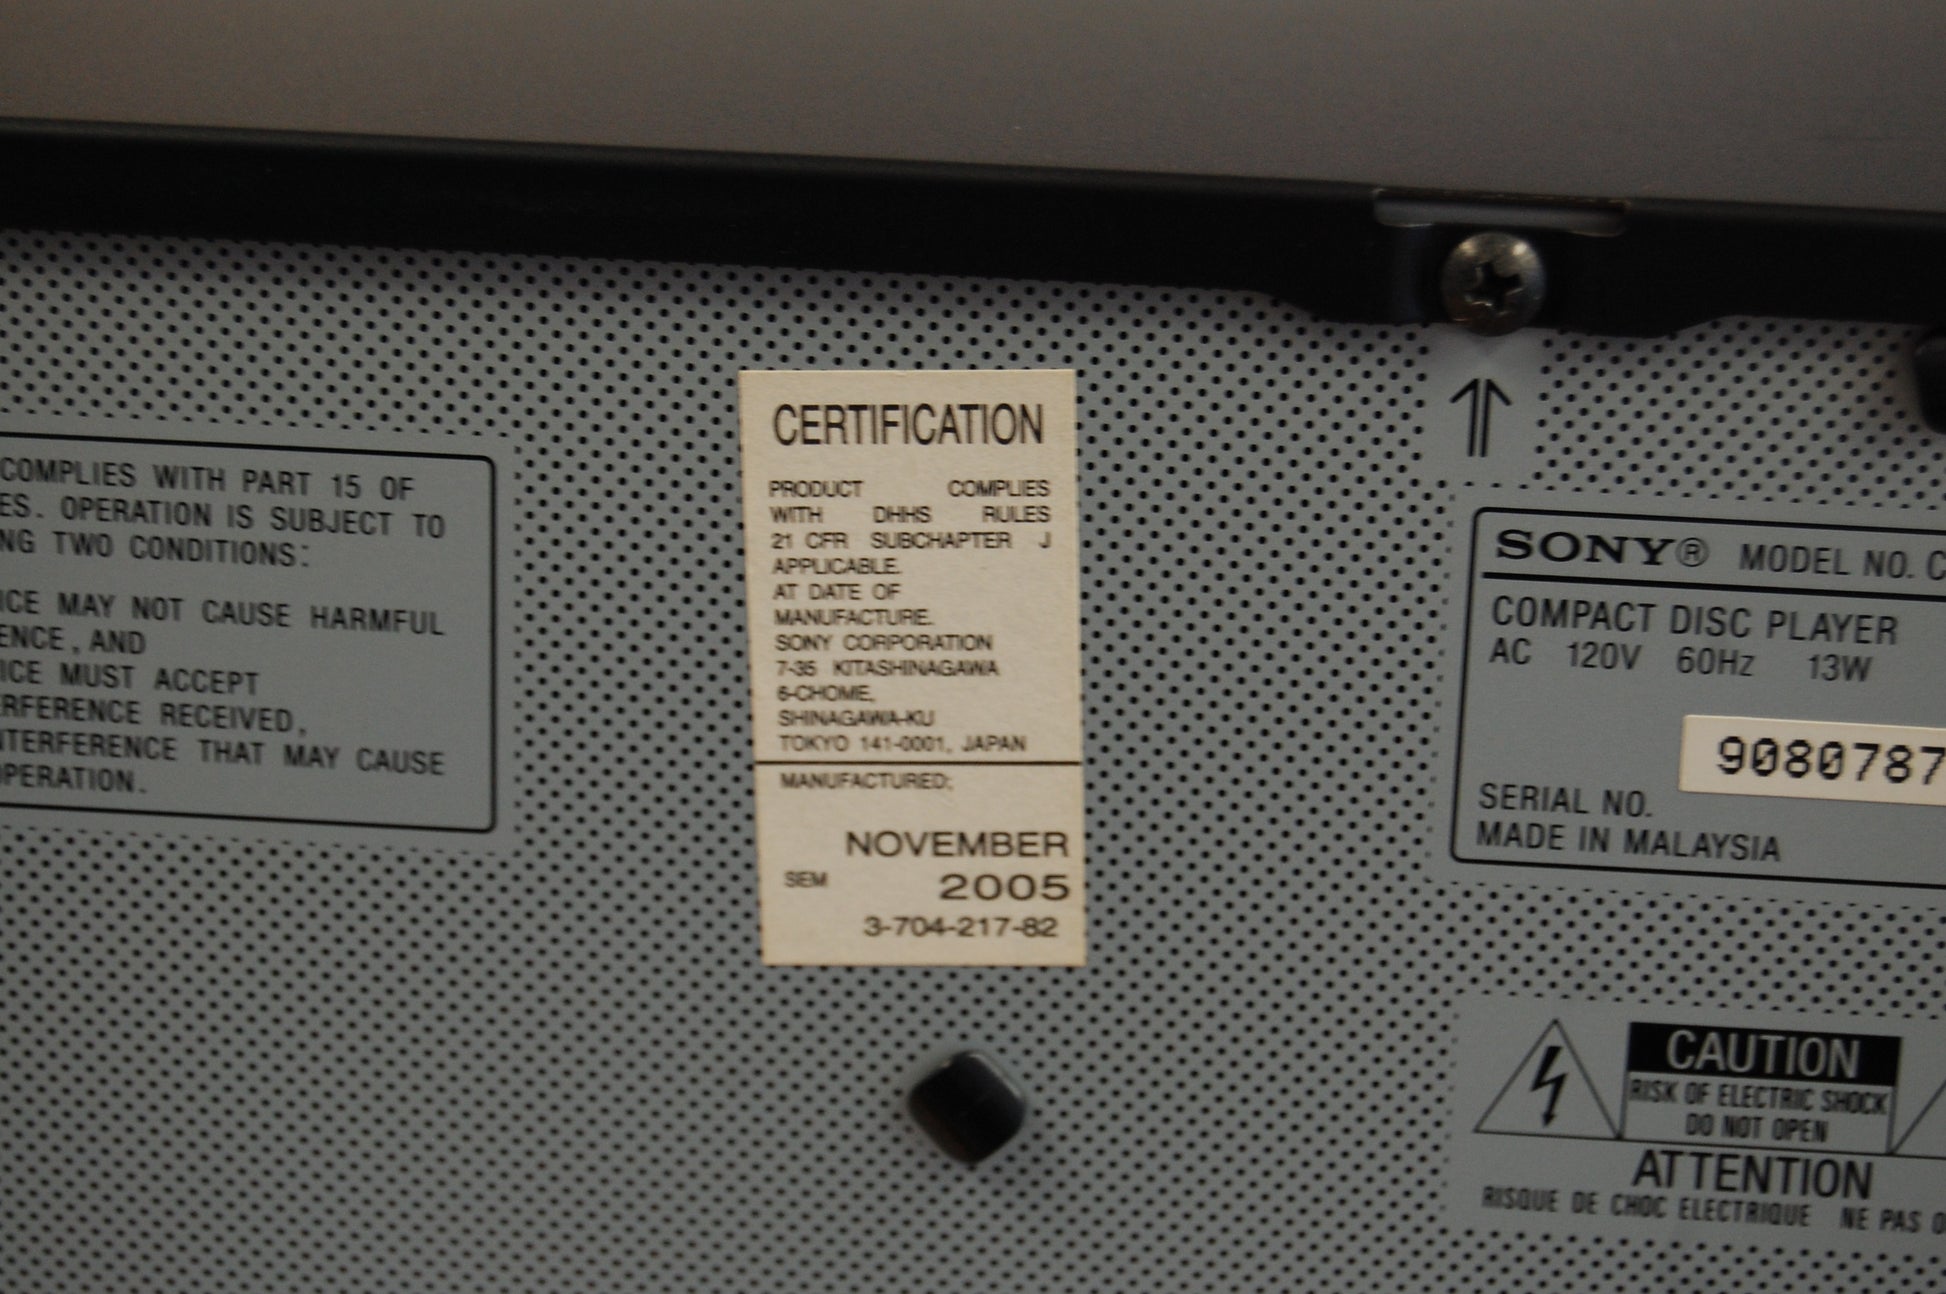 COMPLIES WITH PART 15 OF
ES. OPERATION IS SUBJECT TO
NG TWO CONDITIONS:
ICE MAY NOT CAUSE HARMFUL
ENCE, AND
ICE MUST ACCEPT
ERFERENCE RECEIVED,
NTERFERENCE THAT MAY CAUSE
OPERATION.
CERTIFICATION
PRODUCT COMPLIES
WITH DHHS RULES
21 CFR SUBCHAPTER J
APPLICABLE.
AT DATE OF
MANUFACTURE.
SONY CORPORATION
7-35 KITASHINAGAWA
6-CHOME,
SHINAGAWA-KU
TOKYO 141-0001, JAPAN
MANUFACTURED;
NOVEMBER
SEM 2005
3-704-217-82
SONY® MODEL NO. C
COMPACT DISC PLAYER
AC 120V 60Hz 13W
9080787
SERIAL NO.
MADE IN MALAYSIA
CAUTION
RISK OF ELECTRIC SHOCK
DO NOT OPEN
ATTENTION
RISQUE DE CHOC ELECTRIQUE NE PAS O